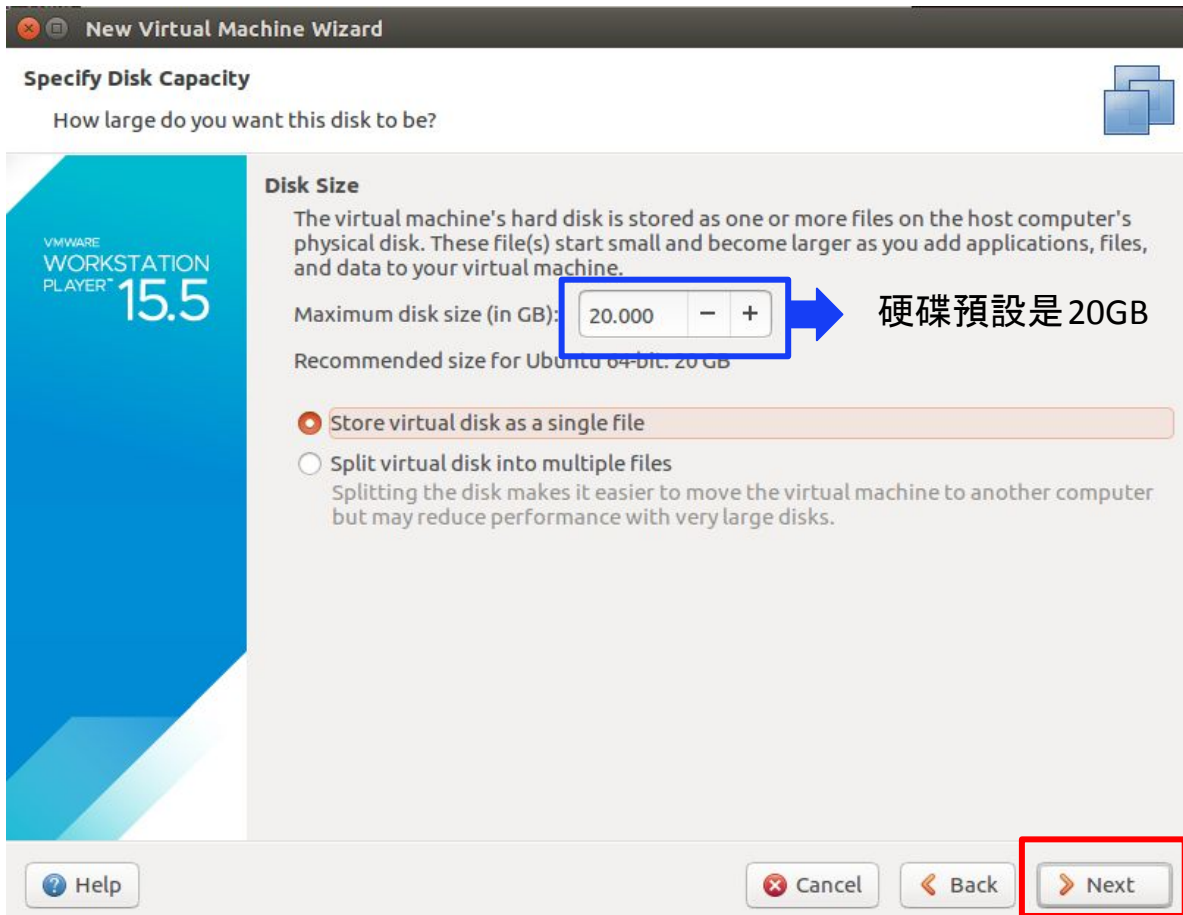 New Virtual Machine Wizard
Specify Disk Capacity
How large do you want this disk to be?
VMWARE
WORKSTATION
PLAYER™ 15.5
Disk Size
The virtual machine's hard disk is stored as one or more files on the host computer's
physical disk. These file(s) start small and become larger as you add applications, files,
and data to your virtual machine.
Maximum disk size (in GB): 20.000 − +
硬碟預設是20GB
Recommended size for Ubuntu 64-bit: 20 GB
Store virtual disk as a single file
Split virtual disk into multiple files
Splitting the disk makes it easier to move the virtual machine to another computer
but may reduce performance with very large disks.
Help Cancel Back Next